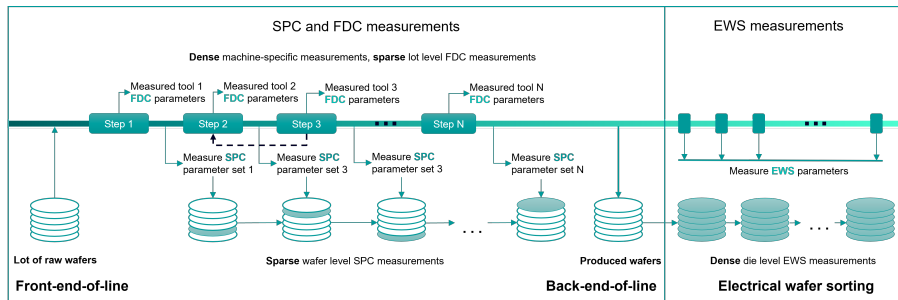 SPC and FDC measurements
EWS measurements
Dense machine-specific measurements, sparse lot level FDC measurements
Measured tool 1
FDC parameters
Measured tool 2
FDC parameters
Measured tool 3
FDC parameters
Measured tool N
FDC parameters
Step 1
Step 2
Step 3
...
Step N
...
Measure SPC
parameter set 1
Measure SPC
parameter set 3
Measure SPC
parameter set 3
Measure SPC
parameter set N
Measure EWS parameters
...
...
Lot of raw wafers
Sparse wafer level SPC measurements
Produced wafers
Dense die level EWS measurements
Front-end-of-line
Back-end-of-line
Electrical wafer sorting